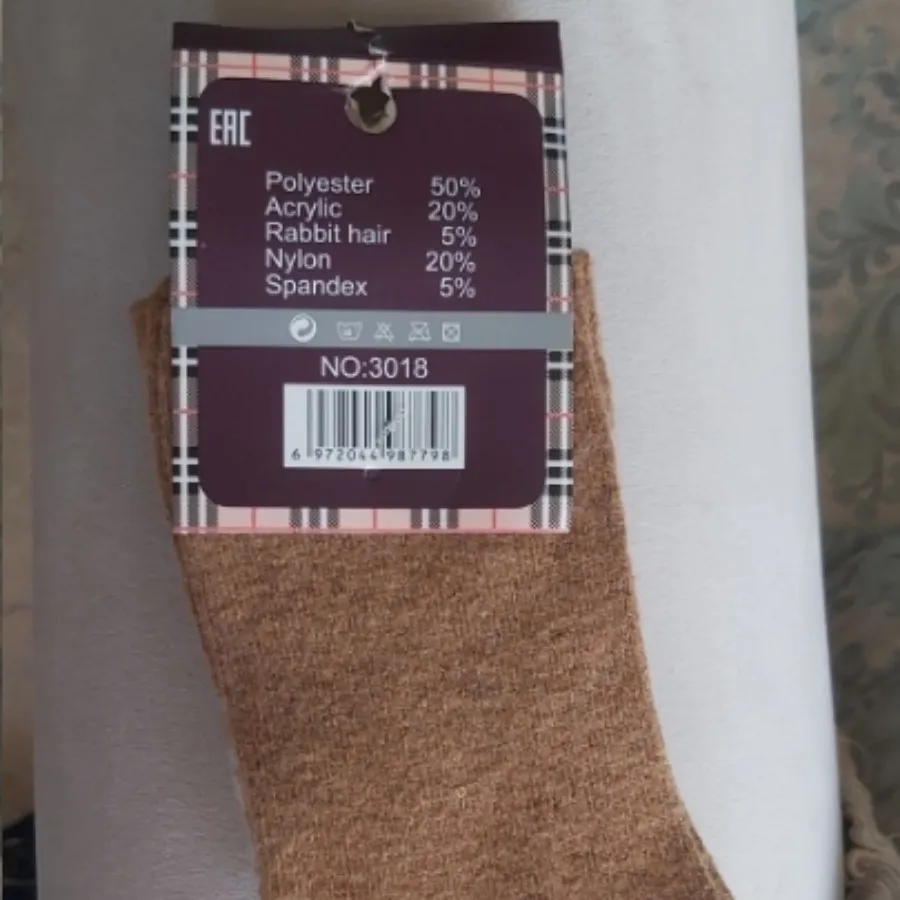 EAC
Polyester 50%
Acrylic 20%
Rabbit hair 5%
Nylon 20%
Spandex 5%
NO:3018
6 972044 987798